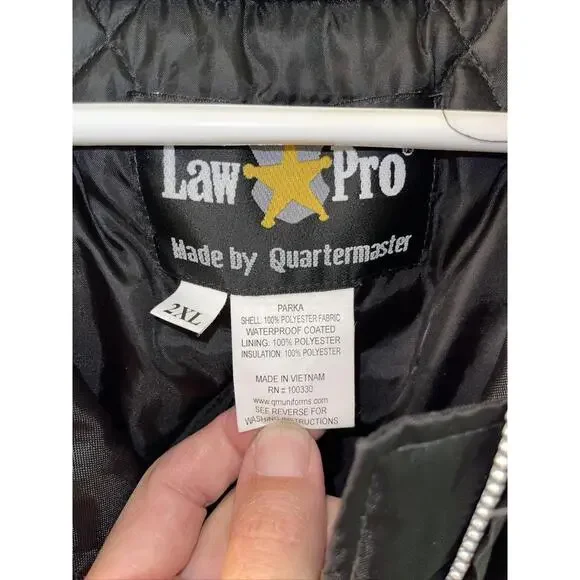 Law Pro
Made by Quartermaster
2XL
PARKA
SHELL: 100% POLYESTER FABRIC
WATERPROOF COATED
LINING: 100% POLYESTER
INSULATION: 100% POLYESTER
MADE IN VIETNAM
RN # 100330
www.qmuniforms.com
SEE REVERSE FOR
WASHING INSTRUCTIONS